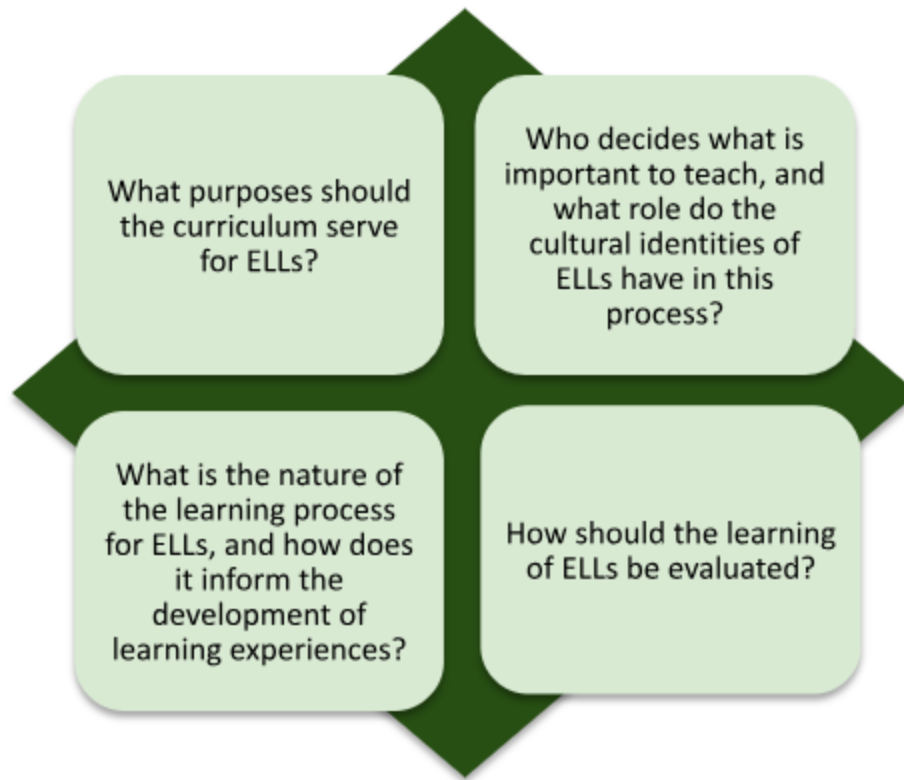 What purposes should
the curriculum serve
for ELLs?
Who decides what is
important to teach, and
what role do the
cultural identities of
ELLs have in this
process?
What is the nature of
the learning process
for ELLs, and how does
it inform the
development of
learning experiences?
How should the learning
of ELLs be evaluated?